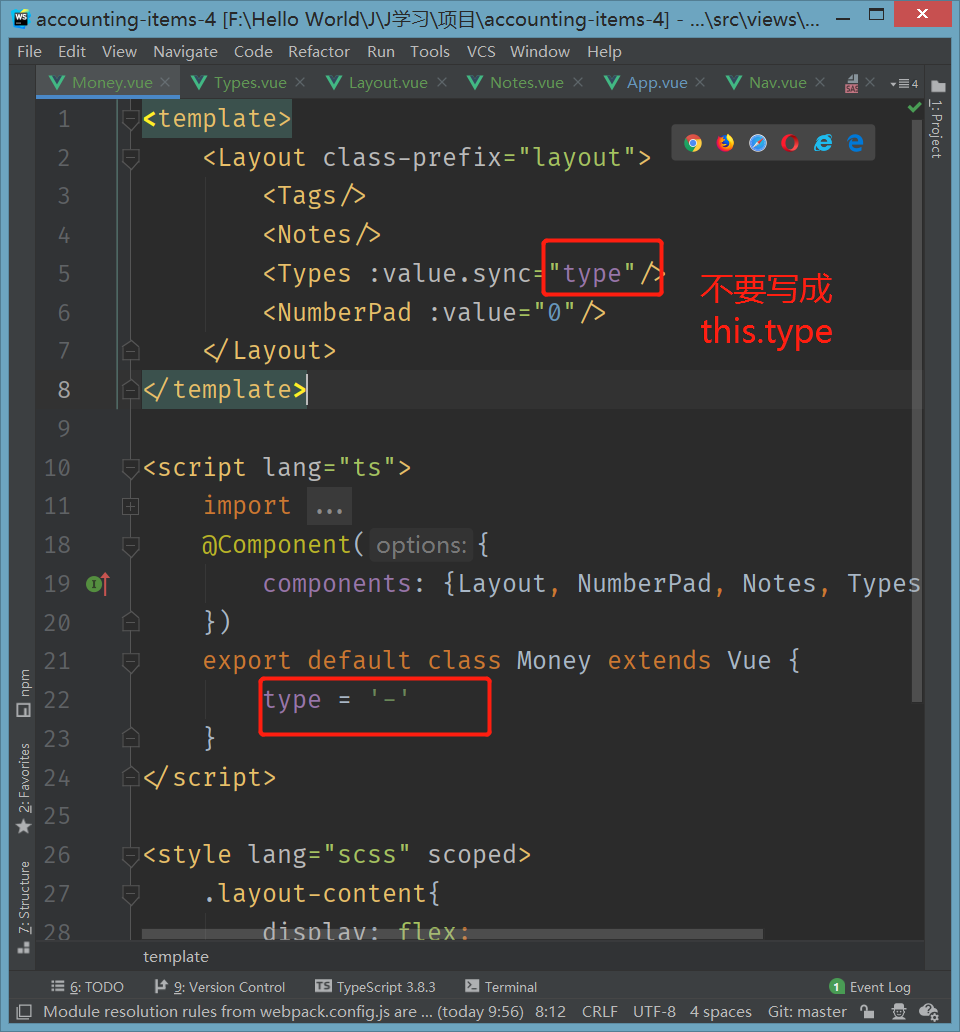 accounting-items-4 [F:\Hello World\J\J学习\项目\accounting-items-4] - ...\src\views\...
File Edit View Navigate Code Refactor Run Tools VCS Window Help
Money.vue Types.vue Layout.vue Notes.vue App.vue Nav.vue SASS 4
1 <template>
2 <Layout class-prefix="layout">
3 <Tags/>
4 <Notes/>
5 <Types :value.sync="type"/>
不要写成
this.type
6 <NumberPad :value="0"/>
7 </Layout>
8 </template>
9
10 <script lang="ts">
11 import ...
18 @Component( options: {
19 components: {Layout, NumberPad, Notes, Types
20 })
21 export default class Money extends Vue {
22 type = '-'
23 }
24 </script>
25
26 <style lang="scss" scoped>
27 .layout-content{
28 display: flex;
1: Project
npm
2: Favorites
7: Structure
template
6: TODO 9: Version Control TS TypeScript 3.8.3 Terminal 1 Event Log
Module resolution rules from webpack.config.js are ... (today 9:56) 8:12 CRLF UTF-8 4 spaces Git: master